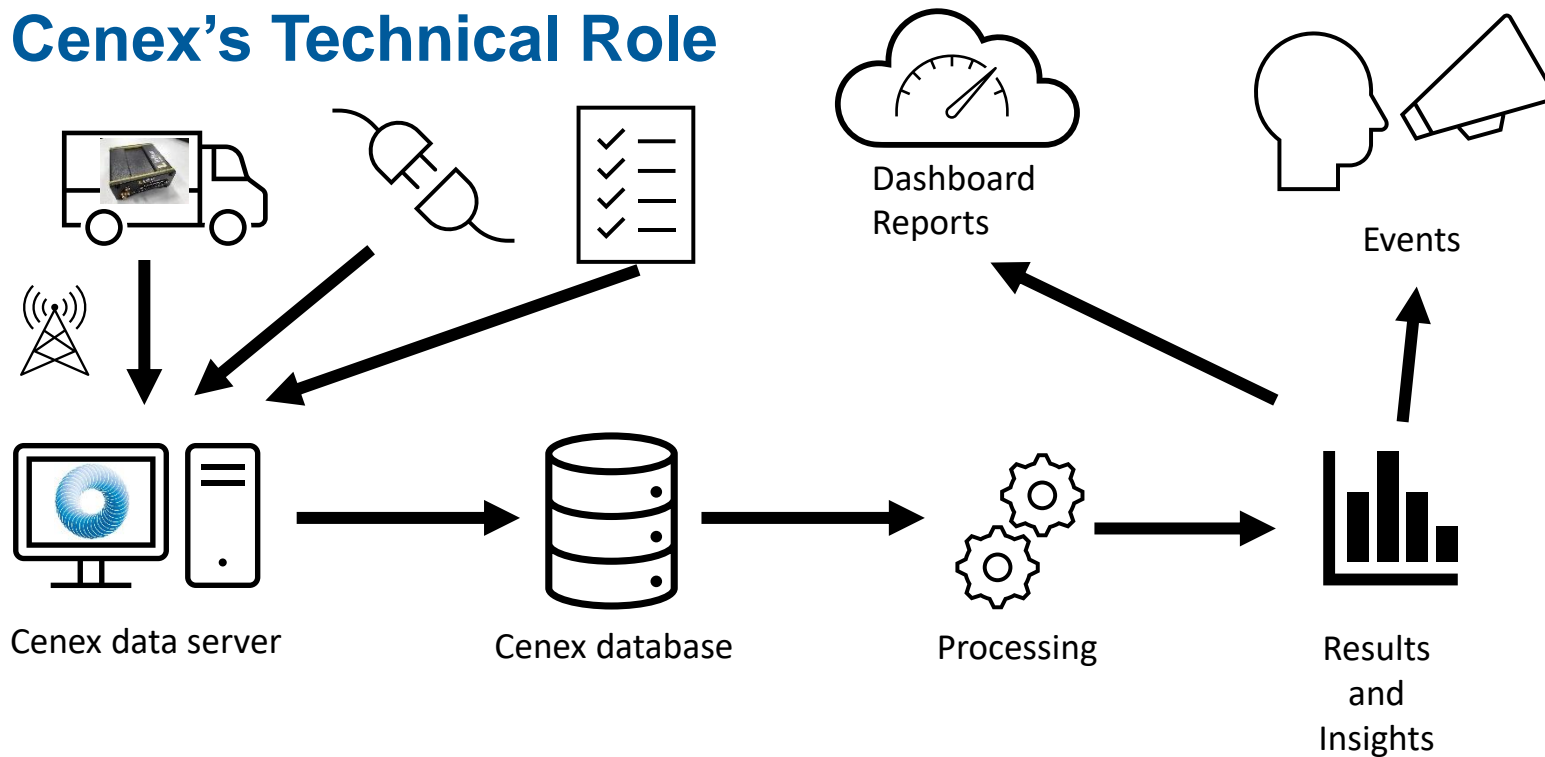 Cenex's Technical Role
Dashboard
Reports
Events
Cenex data server
Cenex database
Processing
Results
and
Insights